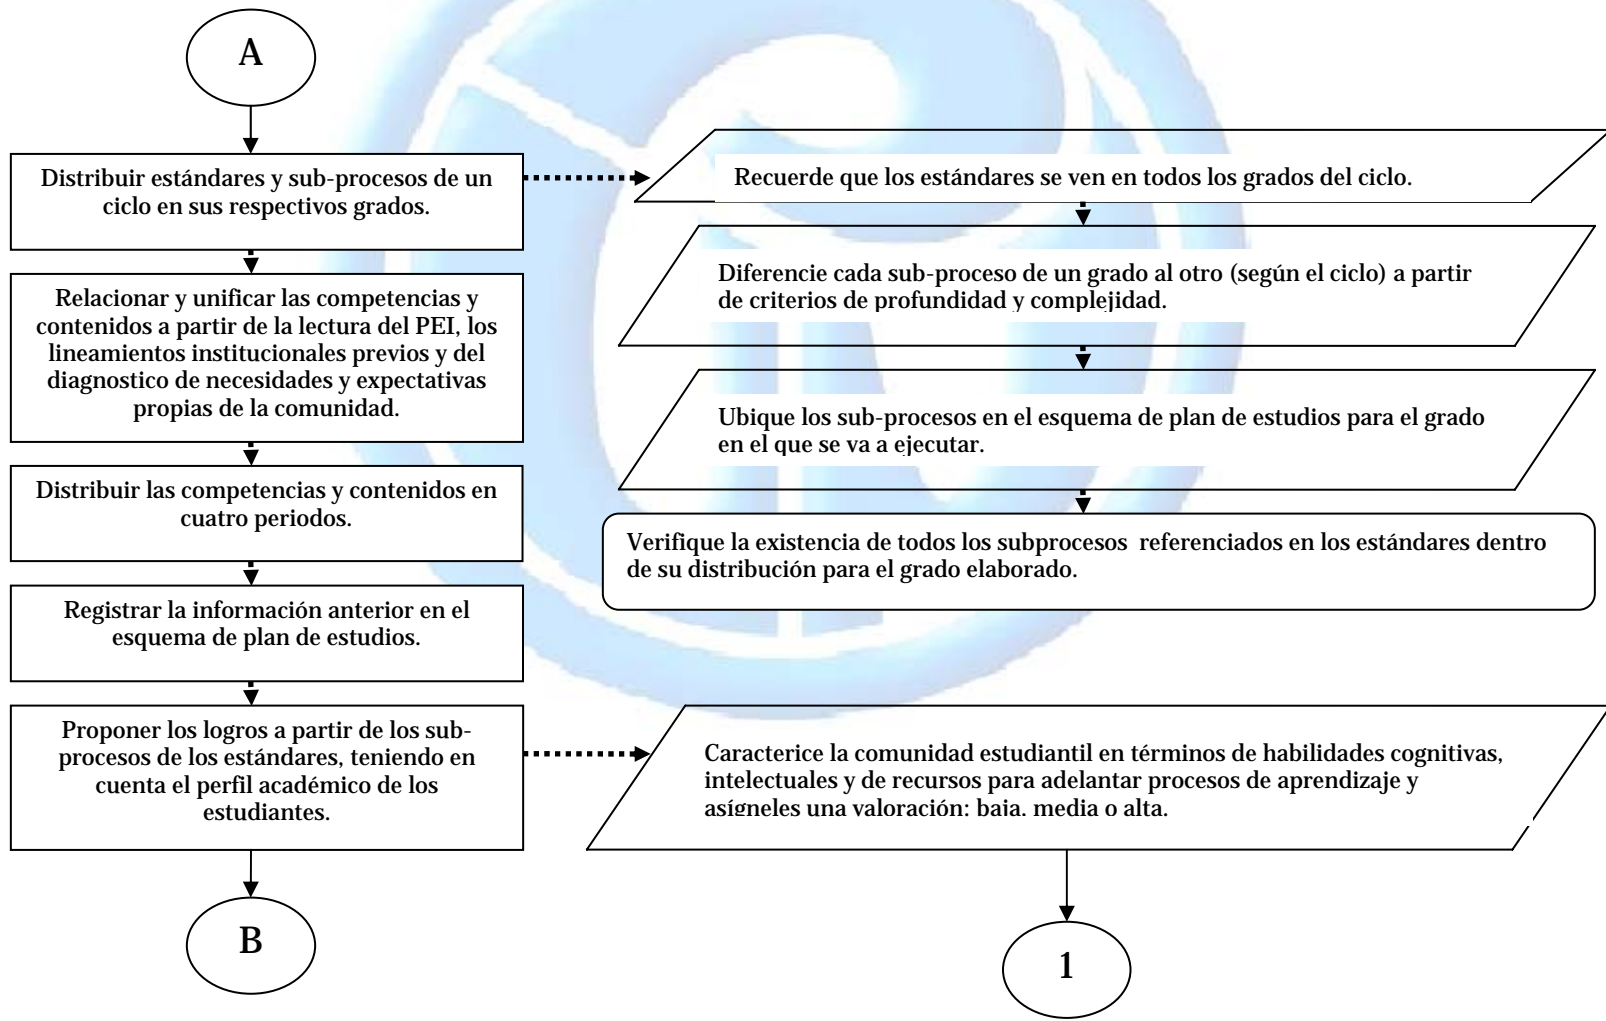 A
Distribuir estándares y sub-procesos de un
ciclo en sus respectivos grados.
Recuerde que los estándares se ven en todos los grados del ciclo.
Diferencie cada sub-proceso de un grado al otro (según el ciclo) a partir
de criterios de profundidad y complejidad.
Ubique los sub-procesos en el esquema de plan de estudios para el grado
en el que se va a ejecutar.
Verifique la existencia de todos los subprocesos referenciados en los estándares dentro
de su distribución para el grado elaborado.
Relacionar y unificar las competencias y
contenidos a partir de la lectura del PEI, los
lineamientos institucionales previos y del
diagnostico de necesidades y expectativas
propias de la comunidad.
Distribuir las competencias y contenidos en
cuatro periodos.
Registrar la información anterior en el
esquema de plan de estudios.
Proponer los logros a partir de los sub-
procesos de los estándares, teniendo en
cuenta el perfil académico de los
estudiantes.
Caracterice la comunidad estudiantil en términos de habilidades cognitivas,
intelectuales y de recursos para adelantar procesos de aprendizaje y
asígneles una valoración: baja, media o alta.
B
1